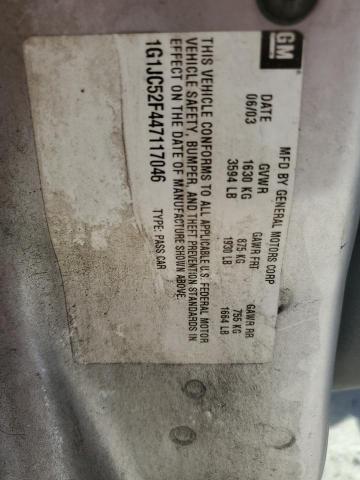 GM
MFD BY GENERAL MOTORS CORP
DATE GVWR GAWR FRT GAWR RR
06/03 1630 KG 875 KG 755 KG
3594 LB 1930 LB 1664 LB
THIS VEHICLE CONFORMS TO ALL APPLICABLE U.S. FEDERAL MOTOR
VEHICLE SAFETY, BUMPER, AND THEFT PREVENTION STANDARDS IN
EFFECT ON THE DATE OF MANUFACTURE SHOWN ABOVE.
1G1JC52F447117046 TYPE: PASS CAR